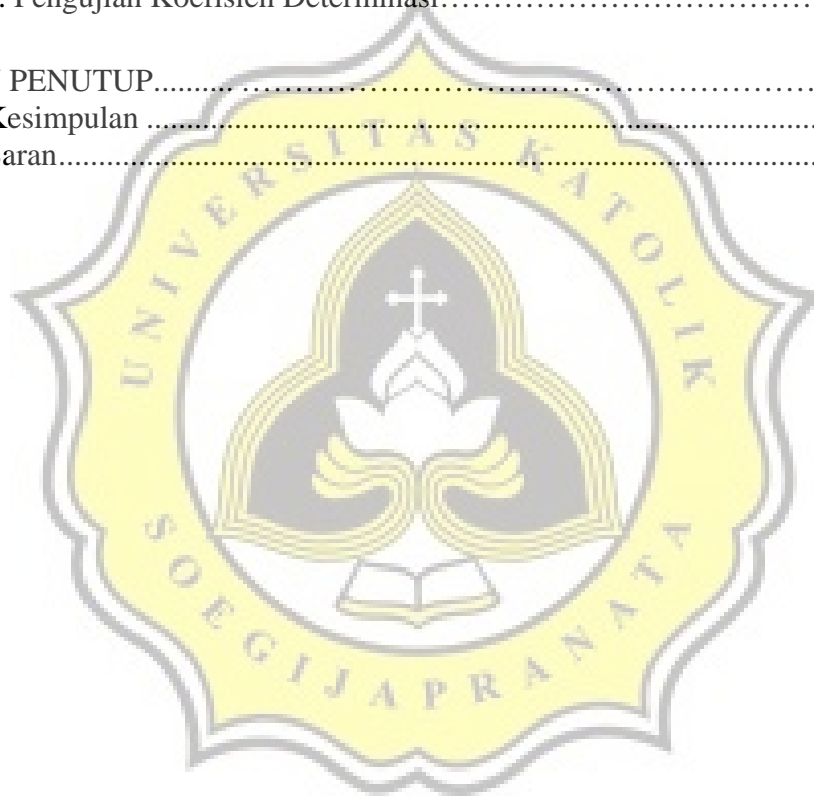 . Pengujian Koefisien Determinasi……………………………
PENUTUP.......... ……………………………………
Kesimpulan ..........................................................................
aran..........................................................................
UNIVERSITAS KATOLIK
SOEGIJAPRANATA